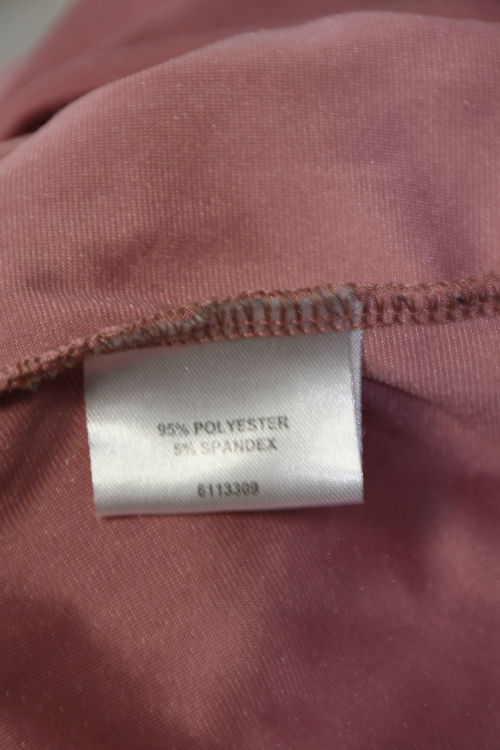 95% POLYESTER
5% SPANDEX
6113309